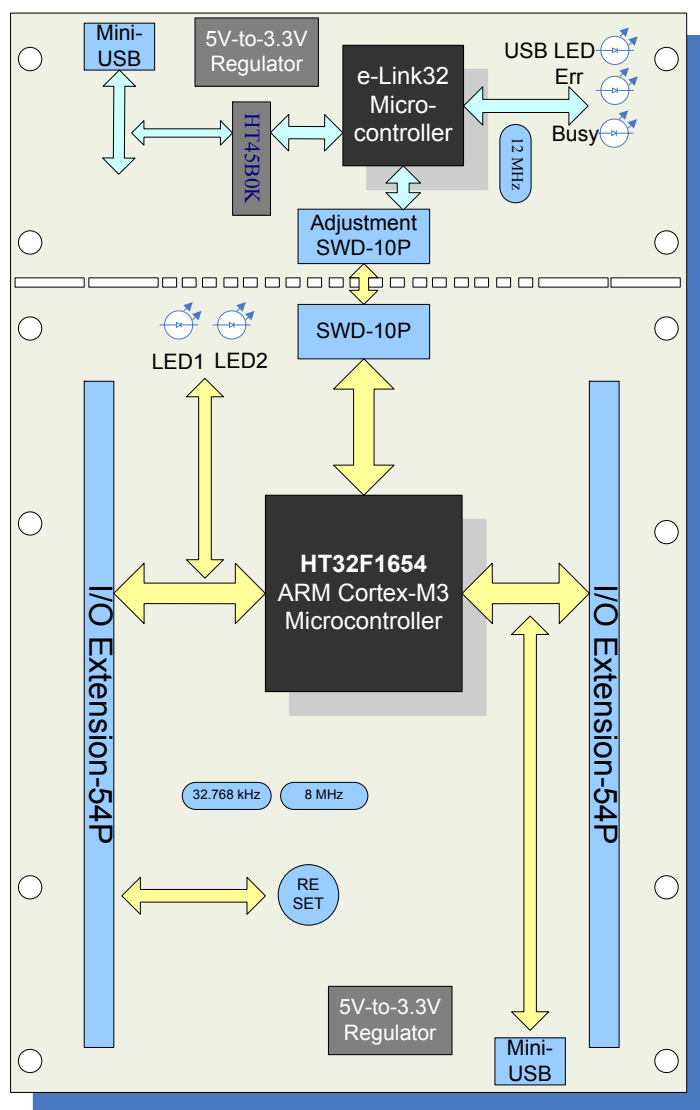 Mini-
USB
5V-to-3.3V
Regulator
e-Link32
Micro-
controller
USB LED
Err
Busy
HT45B0K
12 MHz
Adjustment
SWD-10P
SWD-10P
LED1 LED2
HT32F1654
ARM Cortex-M3
Microcontroller
I/O Extension-54P
I/O Extension-54P
32.768 kHz
8 MHz
RE
SET
5V-to-3.3V
Regulator
Mini-
USB